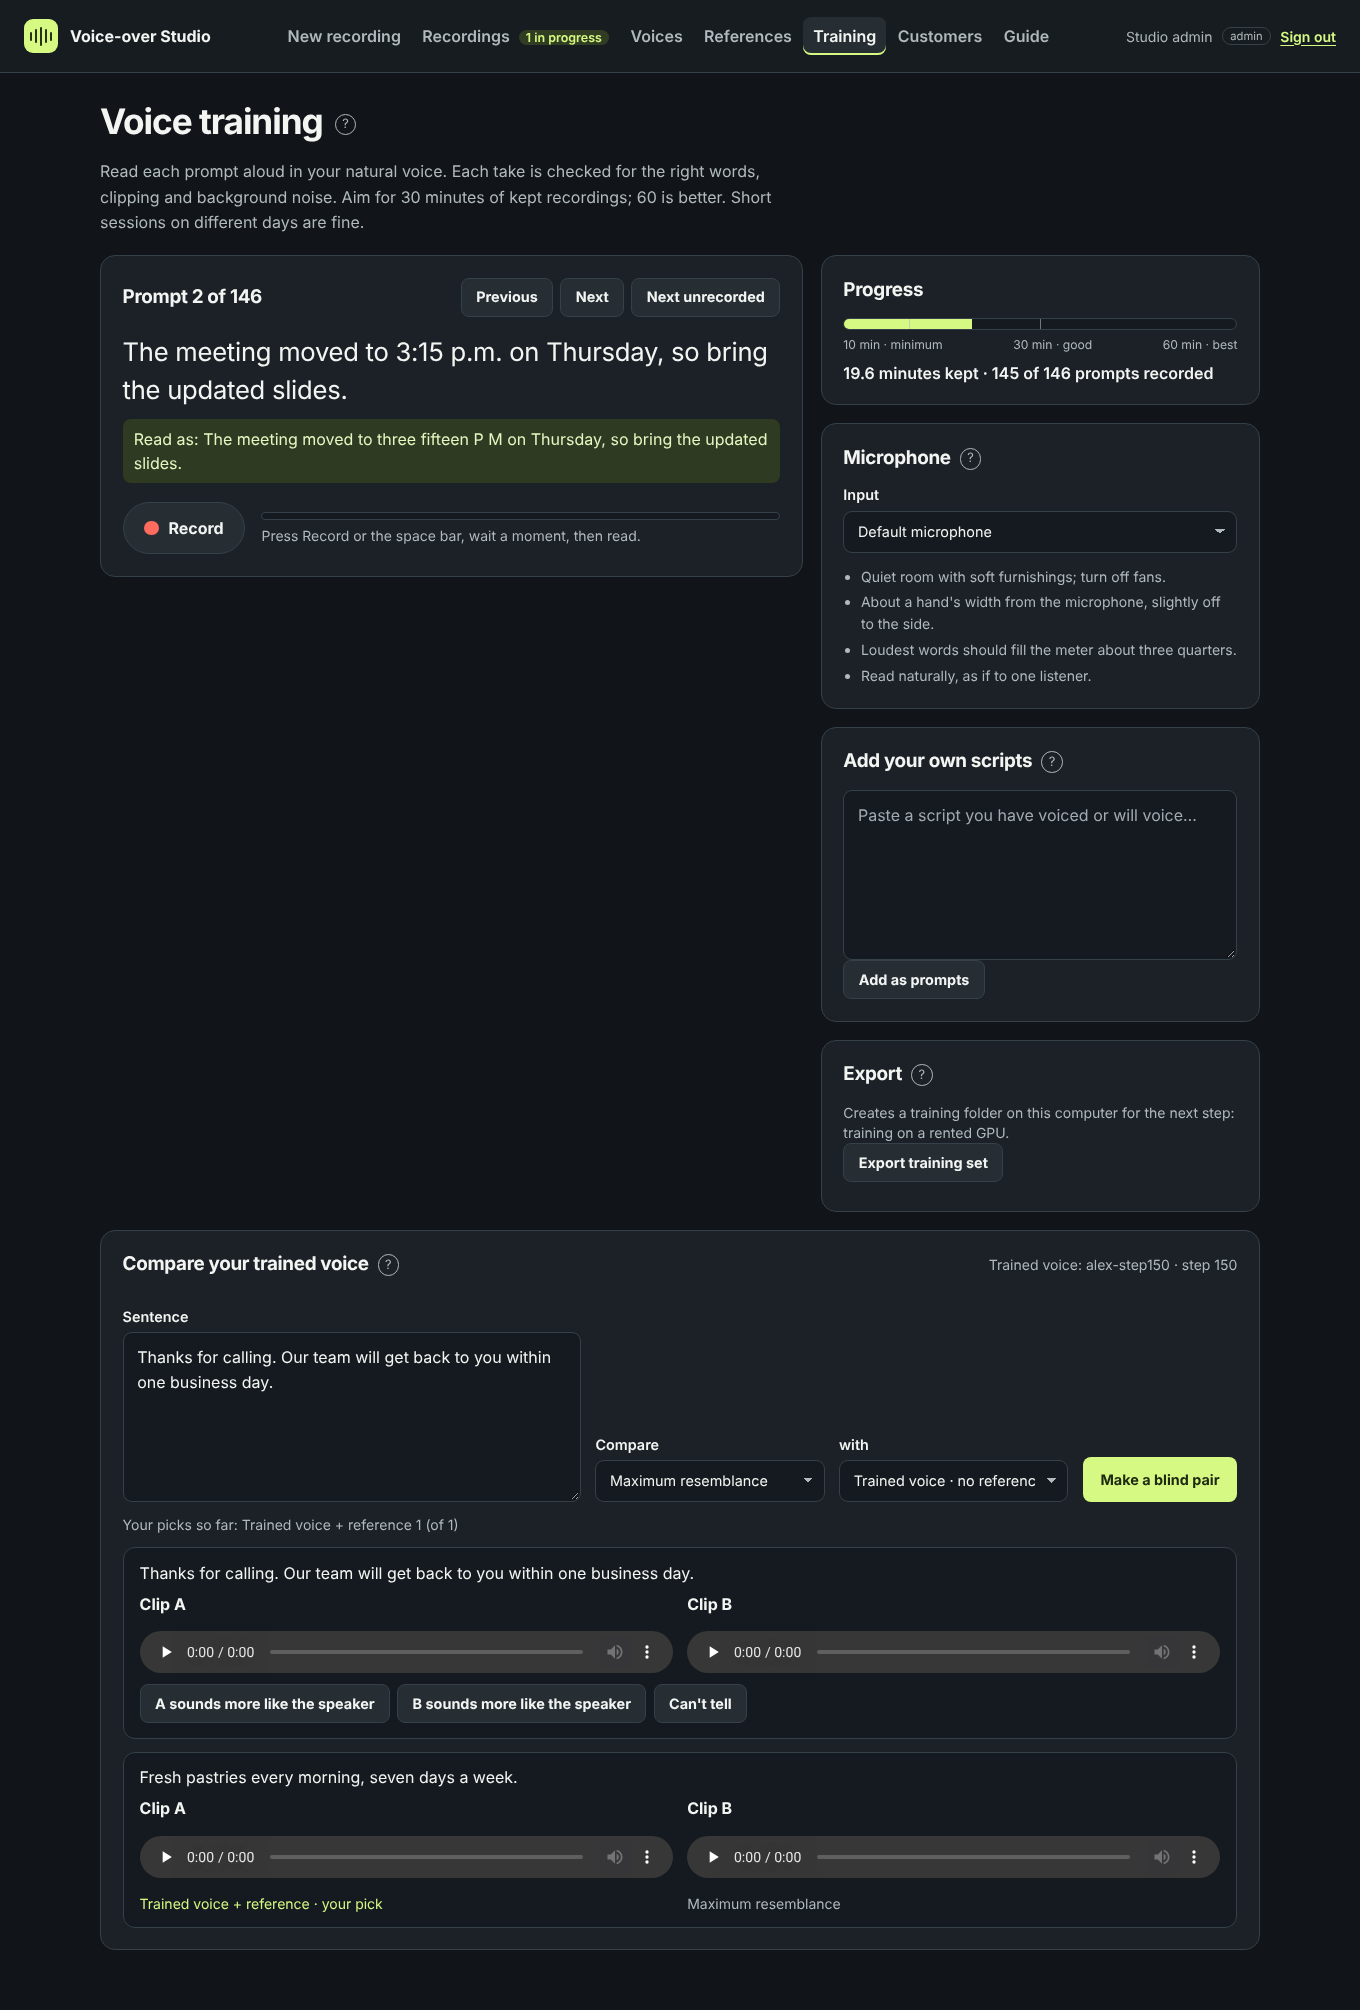 Voice-over Studio
New recording
Recordings 1 in progress
Voices
References
Training
Customers
Guide
Studio admin admin Sign out
Voice training ?
Read each prompt aloud in your natural voice. Each take is checked for the right words,
clipping and background noise. Aim for 30 minutes of kept recordings; 60 is better. Short
sessions on different days are fine.
Prompt 2 of 146
Previous
Next
Next unrecorded
The meeting moved to 3:15 p.m. on Thursday, so bring
the updated slides.
Read as: The meeting moved to three fifteen P M on Thursday, so bring the updated
slides.
Record
Press Record or the space bar, wait a moment, then read.
Progress
10 min · minimum
30 min · good
60 min · best
19.6 minutes kept · 145 of 146 prompts recorded
Microphone ?
Input
Default microphone
• Quiet room with soft furnishings; turn off fans.
• About a hand's width from the microphone, slightly off
to the side.
• Loudest words should fill the meter about three quarters.
• Read naturally, as if to one listener.
Add your own scripts ?
Paste a script you have voiced or will voice...
Add as prompts
Export ?
Creates a training folder on this computer for the next step:
training on a rented GPU.
Export training set
Compare your trained voice ?
Trained voice: alex-step150 · step 150
Sentence
Thanks for calling. Our team will get back to you within
one business day.
Compare
Maximum resemblance
with
Trained voice · no referenc
Make a blind pair
Your picks so far: Trained voice + reference 1 (of 1)
Thanks for calling. Our team will get back to you within one business day.
Clip A
Clip B
0:00 / 0:00
0:00 / 0:00
A sounds more like the speaker
B sounds more like the speaker
Can't tell
Fresh pastries every morning, seven days a week.
Clip A
Clip B
0:00 / 0:00
0:00 / 0:00
Trained voice + reference · your pick
Maximum resemblance